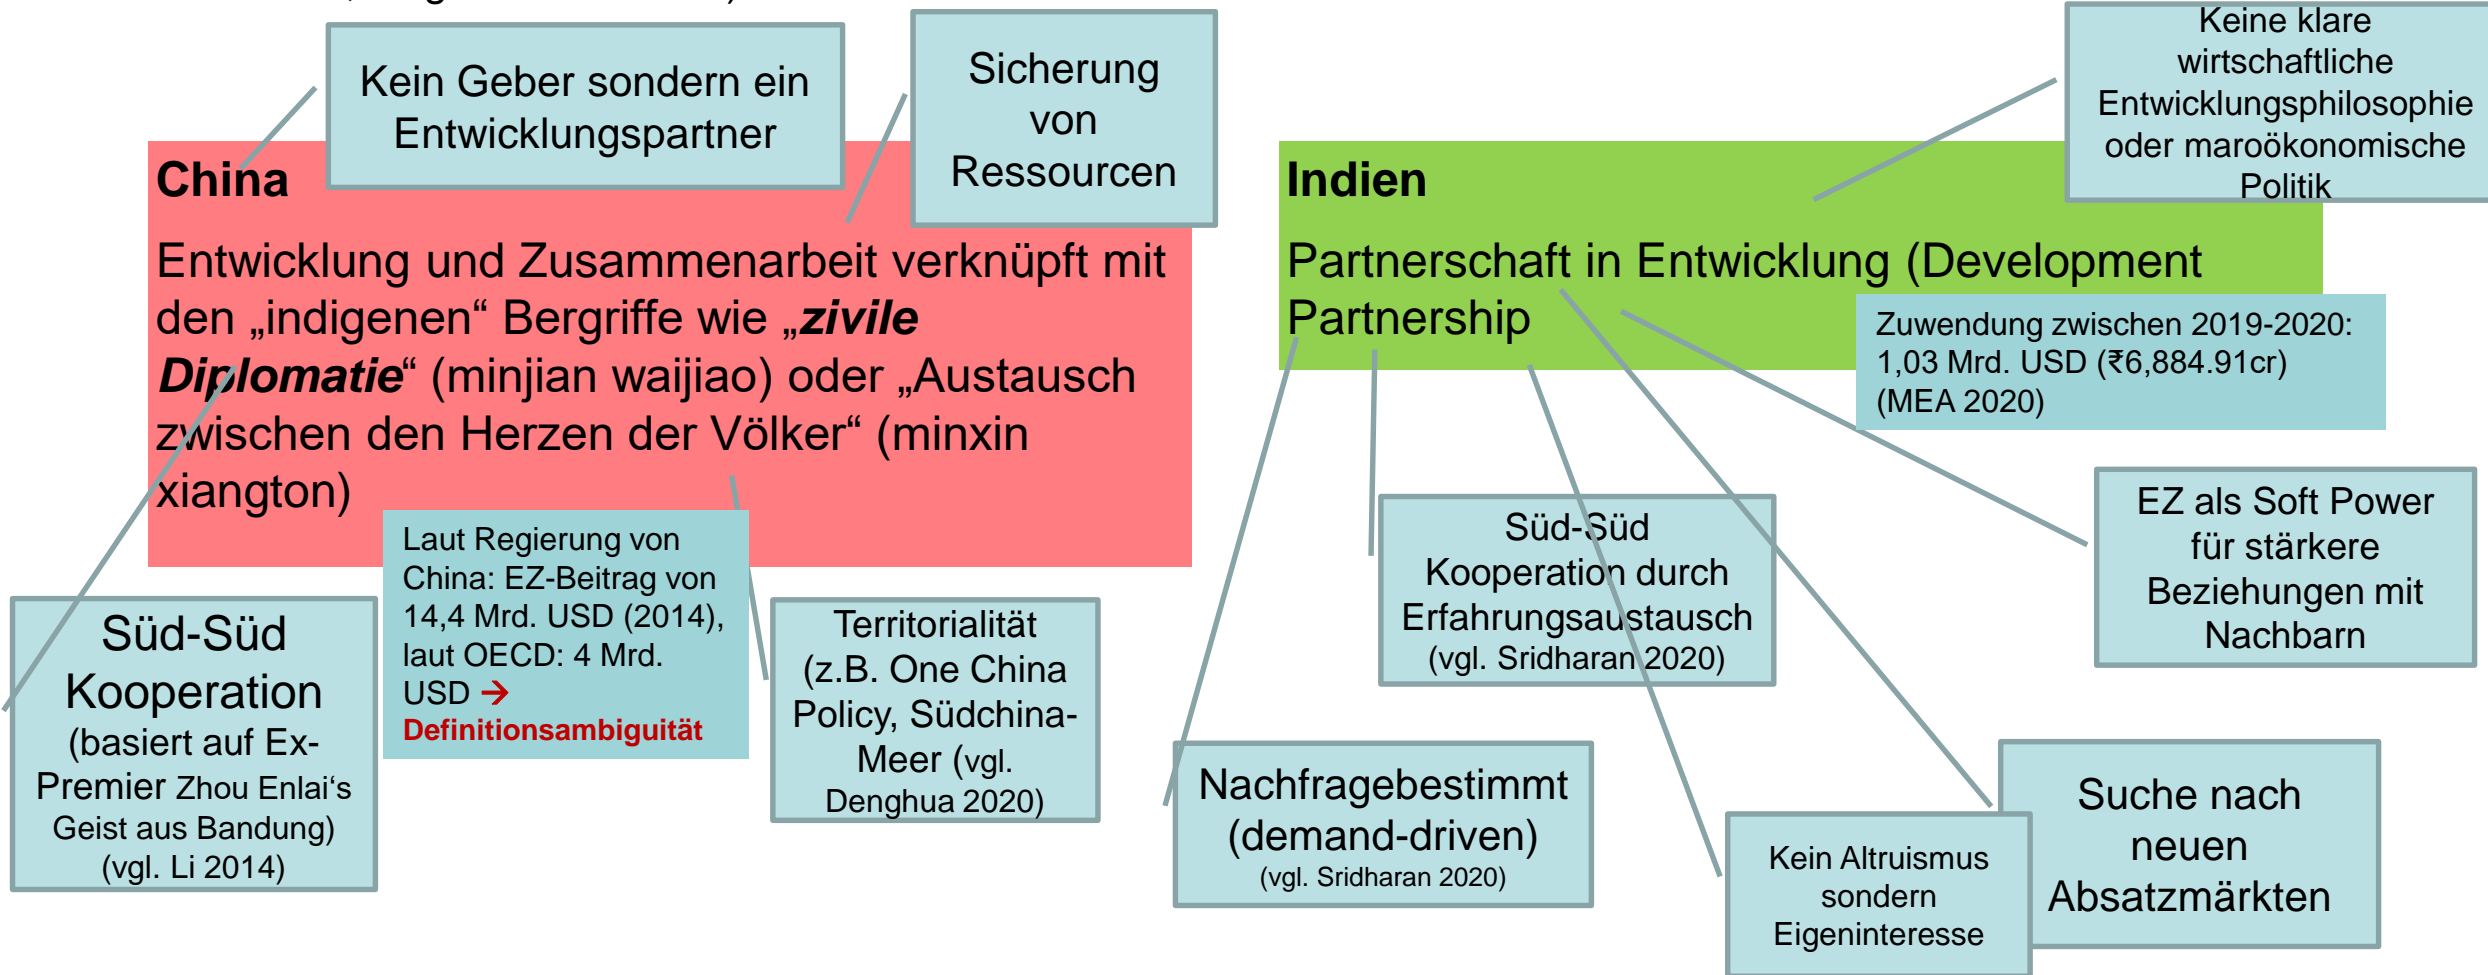 Kein Geber sondern ein
Entwicklungspartner
Sicherung
von
Ressourcen
China
Entwicklung und Zusammenarbeit verknüpft mit
den „indigenen“ Bergriffe wie „zivile
Diplomatie“ (minjian waijiao) oder „Austausch
zwischen den Herzen der Völker“ (minxin
xiangton)
Laut Regierung von
China: EZ-Beitrag von
14,4 Mrd. USD (2014),
laut OECD: 4 Mrd.
USD →
Definitionsambiguität
Süd-Süd
Kooperation
(basiert auf Ex-
Premier Zhou Enlai‘s
Geist aus Bandung)
(vgl. Li 2014)
Territorialität
(z.B. One China
Policy, Südchina-
Meer (vgl.
Denghua 2020)
Keine klare
wirtschaftliche
Entwicklungsphilosophie
oder maroökonomische
Politik
Indien
Partnerschaft in Entwicklung (Development
Partnership
Zuwendung zwischen 2019-2020:
1,03 Mrd. USD (₹6,884.91cr)
(MEA 2020)
Süd-Süd
Kooperation durch
Erfahrungsaustausch
(vgl. Sridharan 2020)
EZ als Soft Power
für stärkere
Beziehungen mit
Nachbarn
Nachfragebestimmt
(demand-driven)
(vgl. Sridharan 2020)
Kein Altruismus
sondern
Eigeninteresse
Suche nach
neuen
Absatzmärkten